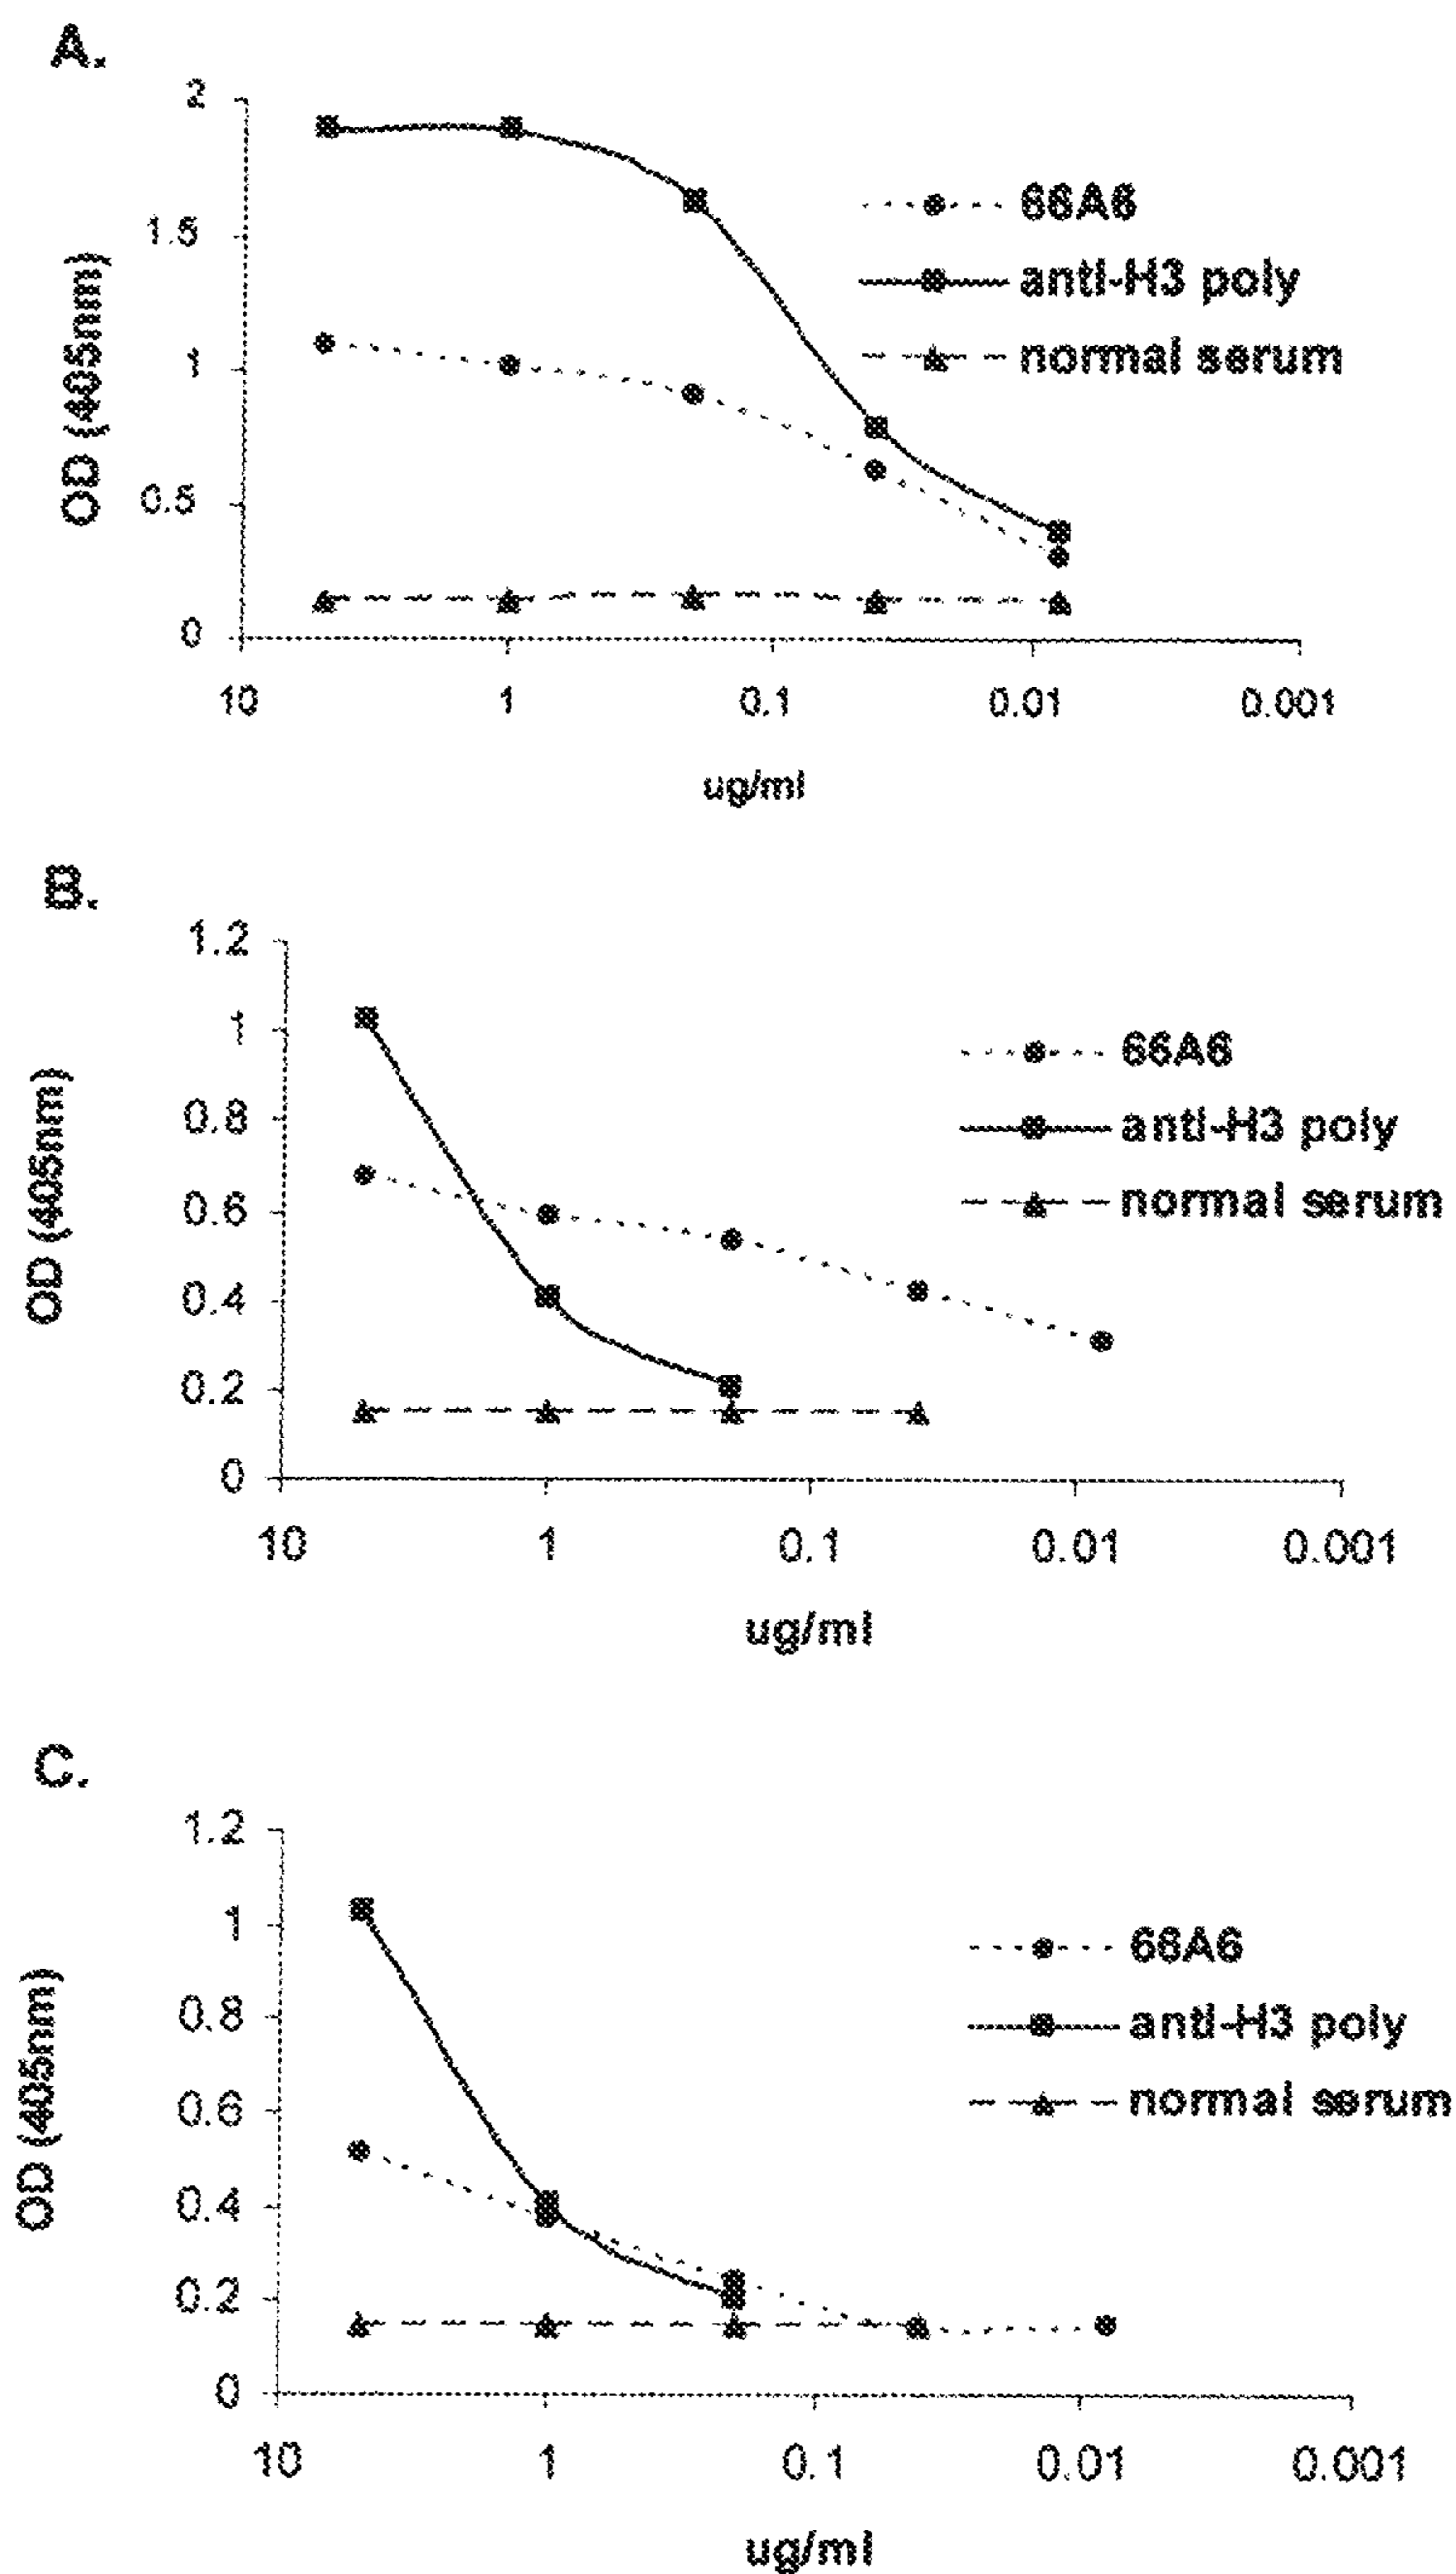 A.
2
1.5
1
0.5
0
OD (405nm)
66A6
anti-H3 poly
normal serum
10 1 0.1 0.01 0.001
ug/ml
B.
1.2
1
0.8
0.6
0.4
0.2
0
OD (405nm)
66A6
anti-H3 poly
normal serum
10 1 0.1 0.01 0.001
ug/ml
C.
1.2
1
0.8
0.6
0.4
0.2
0
OD (405nm)
66A6
anti-H3 poly
normal serum
10 1 0.1 0.01 0.001
ug/ml